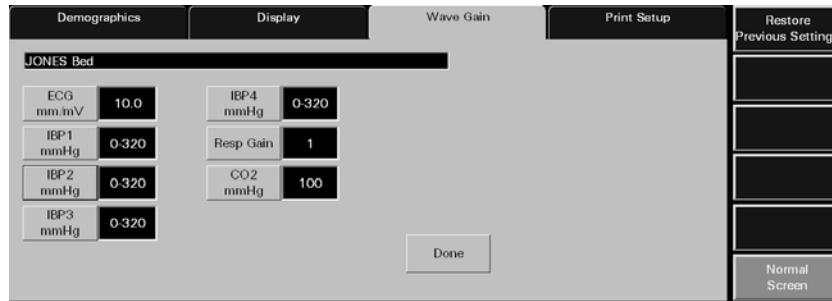 Demographics
Display
Wave Gain
Print Setup
Restore
Previous Setting
JONES Bed
ECG
mm/mV
10.0
IBP4
mmHg
0-320
IBP1
mmHg
0-320
Resp Gain
1
IBP2
mmHg
0-320
CO2
mmHg
100
IBP3
mmHg
0-320
Done
Normal
Screen